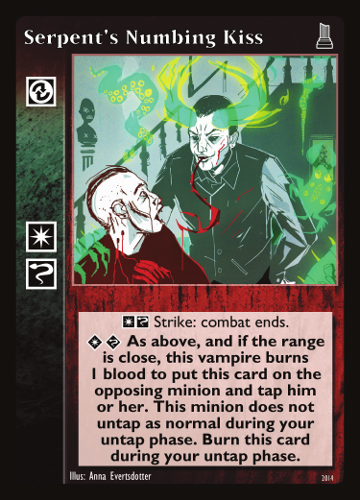 Serpent's Numbing Kiss
Strike: combat ends.
As above, and if the range
is close, this vampire burns
1 blood to put this card on the
opposing minion and tap him
or her. This minion does not
untap as normal during your
untap phase. Burn this card
during your untap phase.
Illus: Anna Evertsdotter
2014